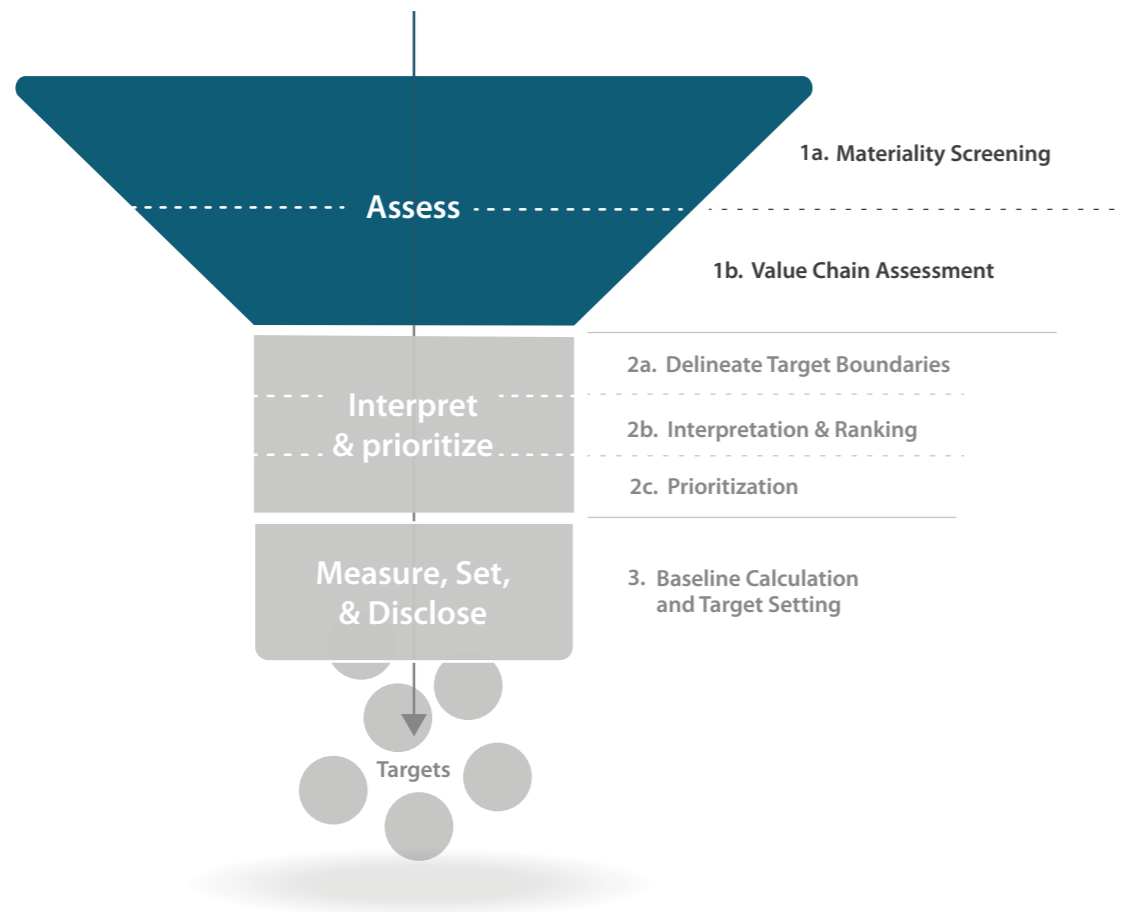 1a. Materiality Screening
Assess
1b. Value Chain Assessment
2a. Delineate Target Boundaries
Interpret
& prioritize
2b. Interpretation & Ranking
2c. Prioritization
Measure, Set,
& Disclose
3. Baseline Calculation
and Target Setting
Targets